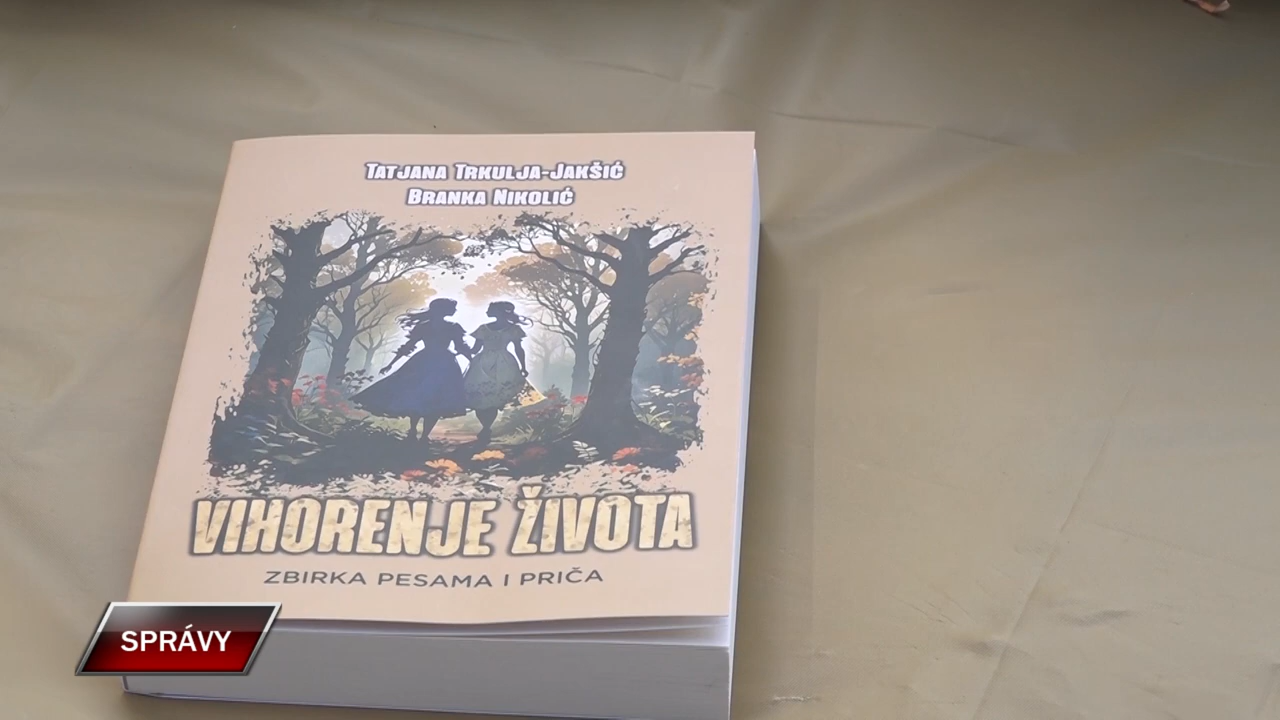 TATJANA TRKULJA-JAKŠIĆ
BRANKA NIKOLIĆ
VIHORENJE ŽIVOTA
ZBIRKA PESAMA I PRIČA
SPRÁVY